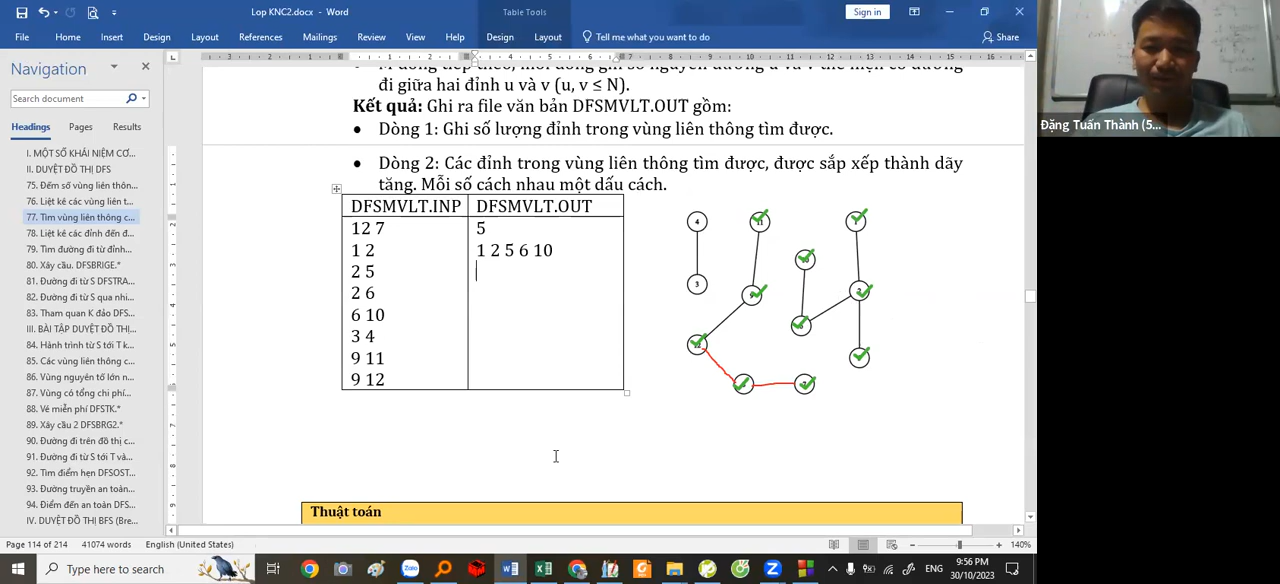 Lop KNC2.docx - Word
Table Tools
Sign in
File Home Insert Design Layout References Mailings Review View Help Design Layout Tell me what you want to do Share
Navigation
Search document
Headings Pages Results
I. MỘT SỐ KHÁI NIỆM CƠ...
II. DUYỆT ĐỒ THỊ DFS
75. Đếm số vùng liên thôn...
76. Liệt kê các vùng liên t...
77. Tìm vùng liên thông c...
78. Liệt kê các đỉnh đến đ...
79. Tìm đường đi từ đỉnh...
80. Xây cầu. DFSBRIGE.*
81. Đường đi từ S DFSTRA...
82. Đường đi từ S qua nhi...
83. Tham quan K đảo DFS...
III. BÀI TẬP DUYỆT ĐỒ THỊ...
84. Hành trình từ S tới T k...
85. Các vùng liên thông c...
86. Vùng nguyên tố lớn n...
87. Vùng có tổng chi phí...
88. Vé miễn phí DFSTK.*
89. Xây cầu 2 DFSBRG2.*
90. Đường đi trên đồ thị c...
91. Đường đi từ S tới T và...
92. Tìm điểm hẹn DFSOST...
93. Đường truyền an toàn...
94. Điểm đến an toàn DFS...
IV. DUYỆT ĐỒ THỊ BFS (Bre...
đi giữa hai đỉnh u và v (u, v ≤ N).
Kết quả: Ghi ra file văn bản DFSMVLT.OUT gồm:
• Dòng 1: Ghi số lượng đỉnh trong vùng liên thông tìm được.
• Dòng 2: Các đỉnh trong vùng liên thông tìm được, được sắp xếp thành dãy
tăng. Mỗi số cách nhau một dấu cách.
DFSMVLT.INP DFSMVLT.OUT
12 7 5
1 2 1 2 5 6 10
2 5
2 6
6 10
3 4
9 11
9 12
4
3
Thuật toán
Đặng Tuấn Thành (5...
Page 114 of 214 41074 words English (United States) 140%
Type here to search
ENG
9:56 PM
30/10/2023